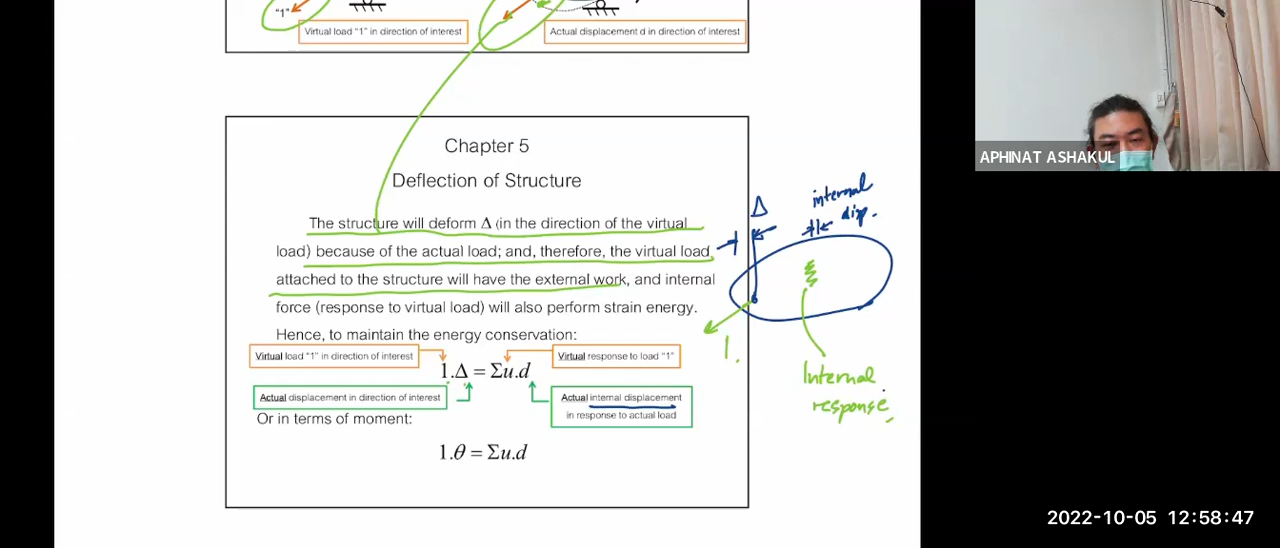 "1"
Virtual load "1" in direction of interest
Actual displacement d in direction of interest
APHINAT ASHAKUL
Chapter 5
Deflection of Structure
The structure will deform Δ (in the direction of the virtual
load) because of the actual load; and, therefore, the virtual load
attached to the structure will have the external work, and internal
force (response to virtual load) will also perform strain energy.
Hence, to maintain the energy conservation:
Virtual load "1" in direction of interest
Virtual response to load "1"
1.Δ = Σu.d
Actual displacement in direction of interest
Actual internal displacement
in response to actual load
Or in terms of moment:
1.θ = Σu.d
Δ
internal
disp.
1.
Internal
response
2022-10-05 12:58:47